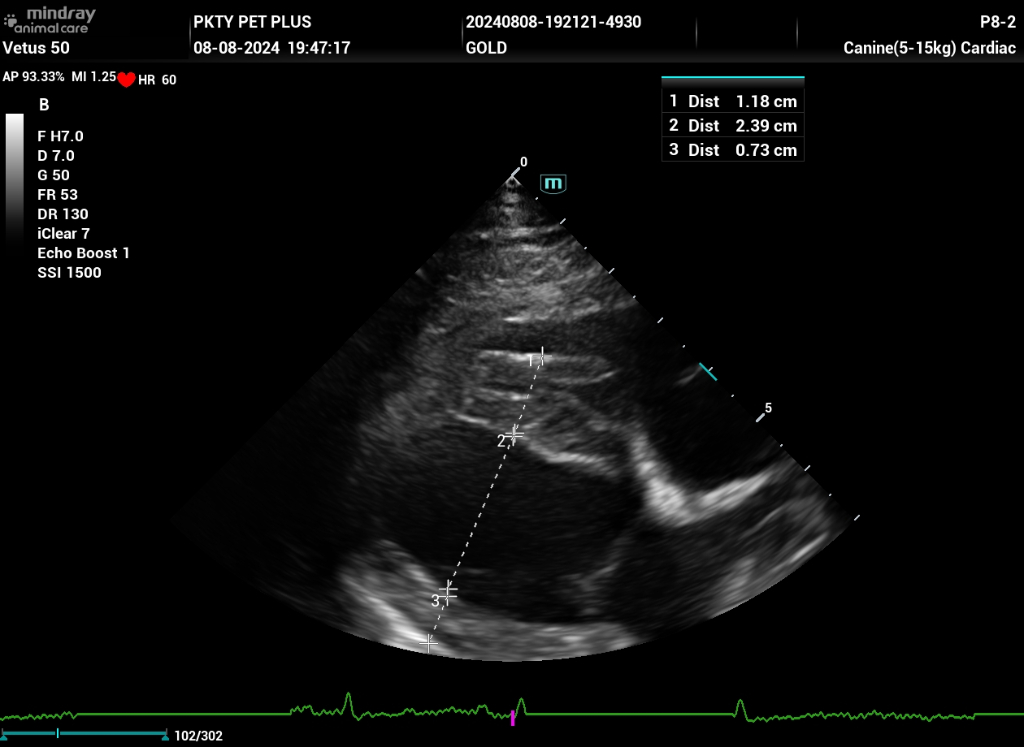 mindray
animalcare
Vetus 50
PKTY PET PLUS
08-08-2024 19:47:17
20240808-192121-4930
GOLD
P8-2
Canine(5-15kg) Cardiac
AP 93.33% MI 1.25 HR 60
B
F H7.0
D 7.0
G 50
FR 53
DR 130
iClear 7
Echo Boost 1
SSI 1500
1 Dist 1.18 cm
2 Dist 2.39 cm
3 Dist 0.73 cm
0
m
1
5
2
3
102/302